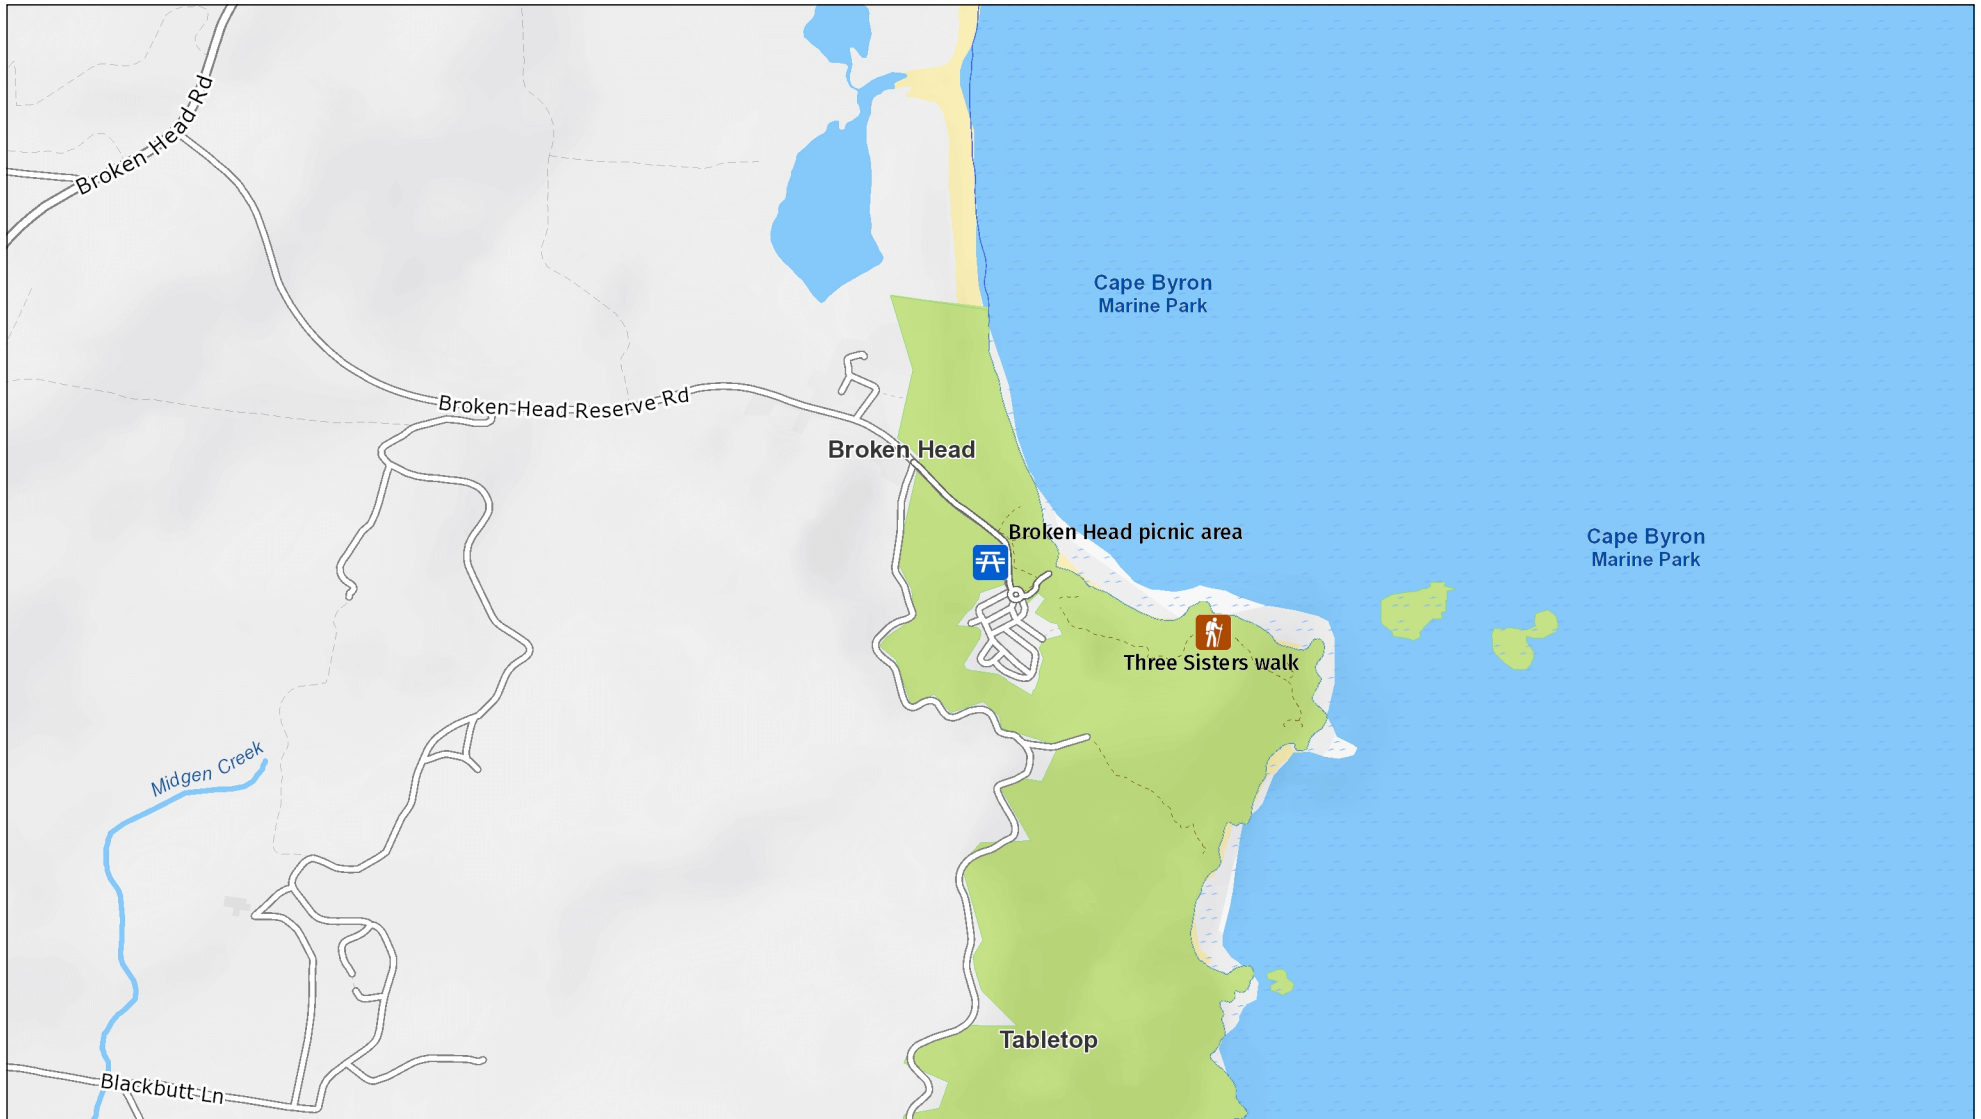 Broken Head Rd
Cape Byron
Marine Park
Broken Head Reserve Rd
Broken Head
Broken Head picnic area
Cape Byron
Marine Park
Three Sisters walk
Midgen Creek
Tabletop
Blackbutt Ln